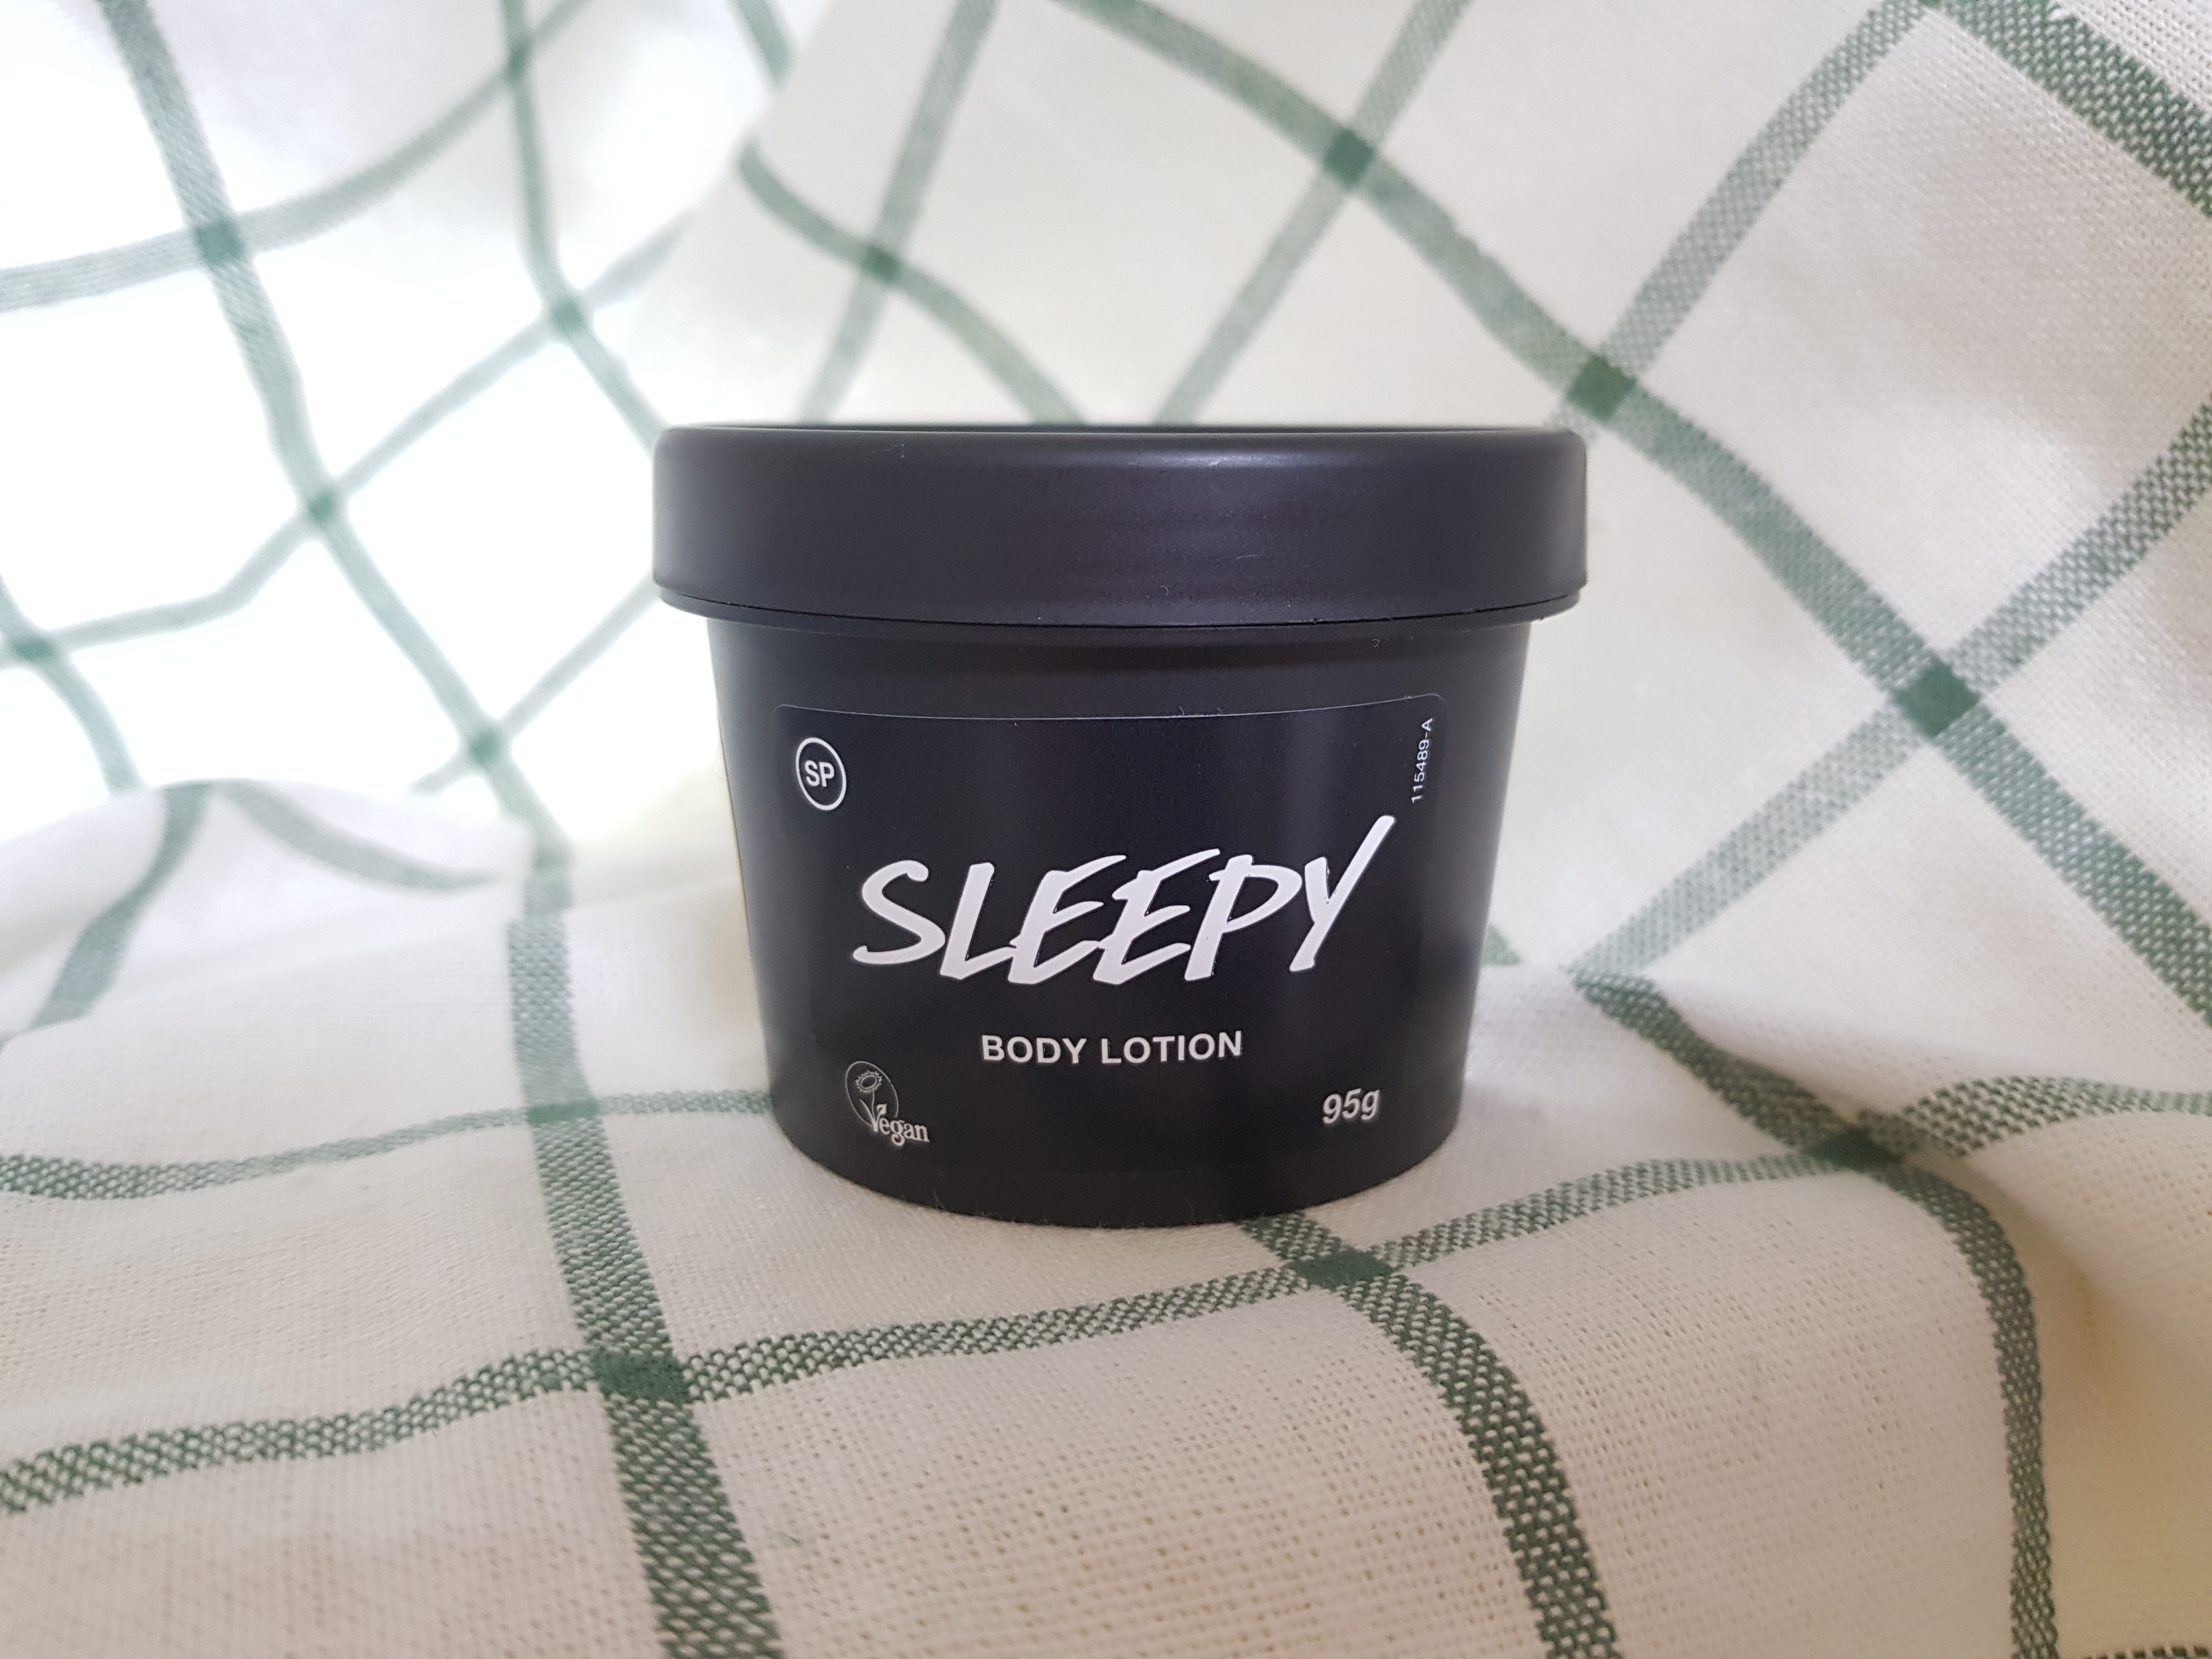 SP
115489-A
SLEEPY
BODY LOTION
Vegan
95g